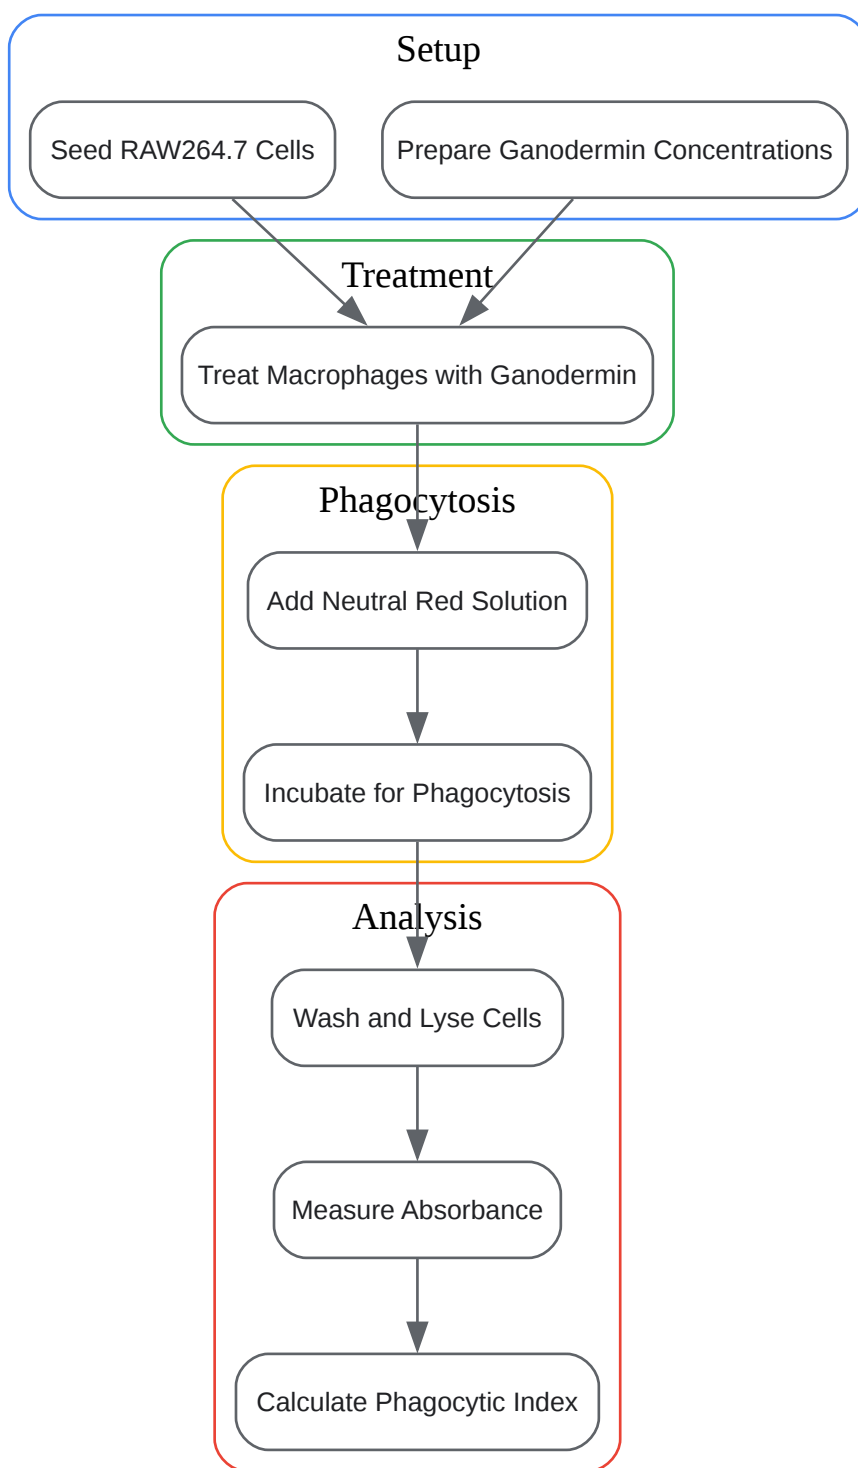 Setup
Seed RAW264.7 Cells
Prepare Ganodermin Concentrations
Treatment
Treat Macrophages with Ganodermin
Phagocytosis
Add Neutral Red Solution
Incubate for Phagocytosis
Analysis
Wash and Lyse Cells
Measure Absorbance
Calculate Phagocytic Index